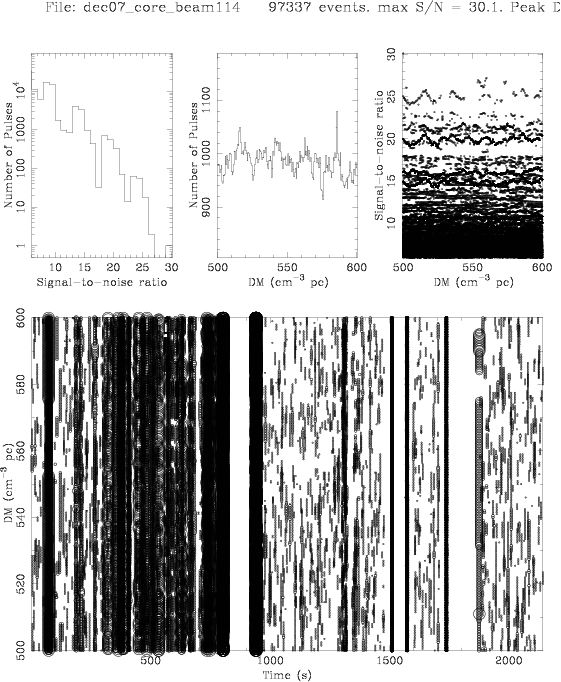 File: dec07_core_beam114 97337 events. max S/N = 30.1. Peak D
Number of Pulses
1 10 100 1000 10^4
10 15 20 25 30
Signal-to-noise ratio
Number of Pulses
900 1000 1100
500 550 600
DM (cm^-3 pc)
Signal-to-noise ratio
10 15 20 25 30
500 550 600
DM (cm^-3 pc)
DM (cm^-3 pc)
500 520 540 560 580 600
500 1000 1500 2000
Time (s)